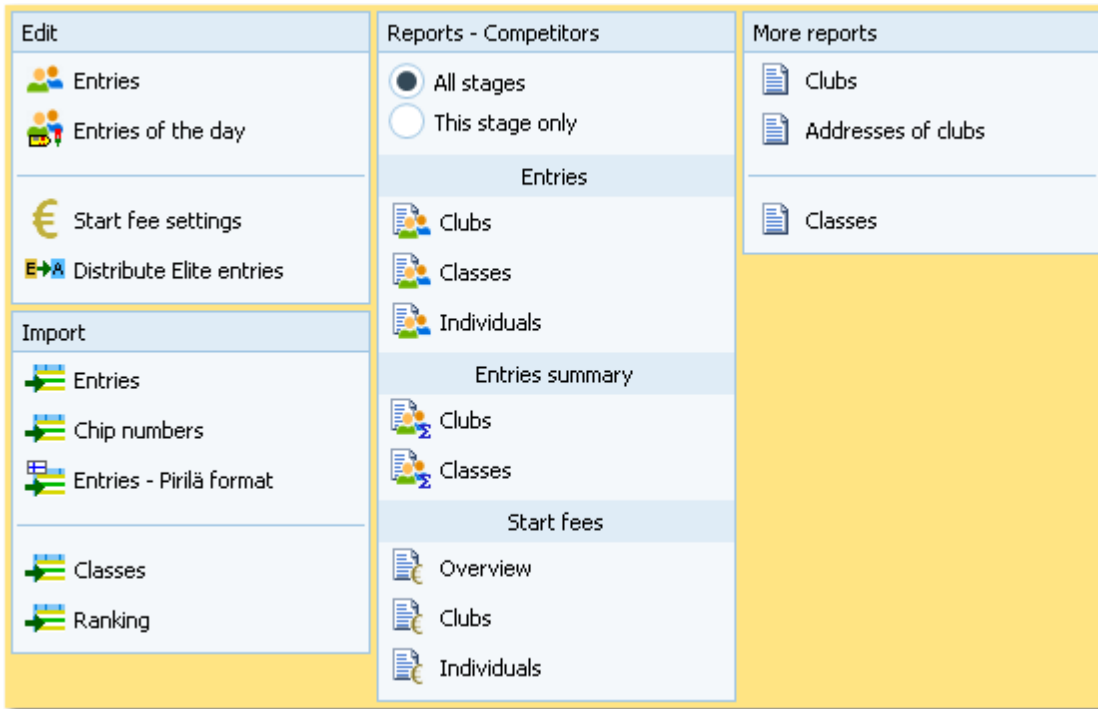 Edit
Entries
Entries of the day
Start fee settings
E→A Distribute Elite entries
Import
Entries
Chip numbers
Entries - Pirilä format
Classes
Ranking
Reports - Competitors
All stages
This stage only
Entries
Clubs
Classes
Individuals
Entries summary
Clubs
Classes
Start fees
Overview
Clubs
Individuals
More reports
Clubs
Addresses of clubs
Classes